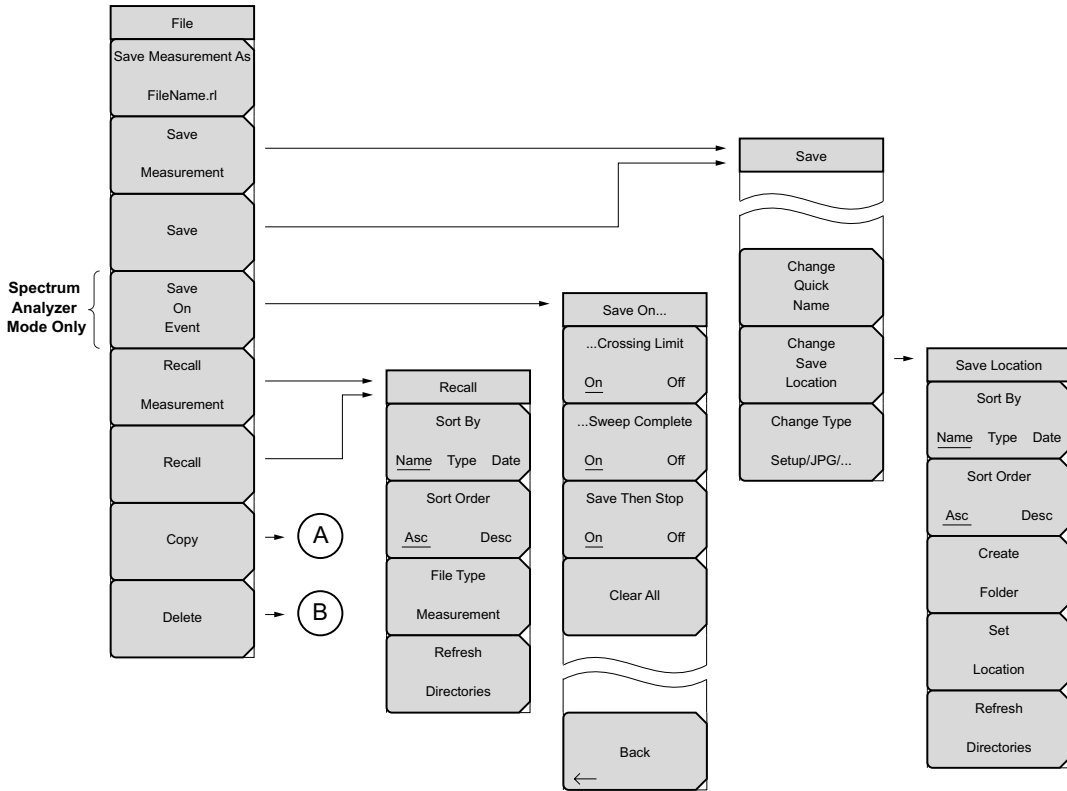 File
Save Measurement As
FileName.rl
Save
Measurement
Save
Spectrum
Analyzer
Mode Only
Save
On
Event
Recall
Measurement
Recall
Copy
A
Delete
B
Recall
Sort By
Name Type Date
Sort Order
Asc Desc
File Type
Measurement
Refresh
Directories
Save On...
...Crossing Limit
On Off
...Sweep Complete
On Off
Save Then Stop
On Off
Clear All
Back
Save
Change
Quick
Name
Change
Save
Location
Change Type
Setup/JPG/...
Save Location
Sort By
Name Type Date
Sort Order
Asc Desc
Create
Folder
Set
Location
Refresh
Directories